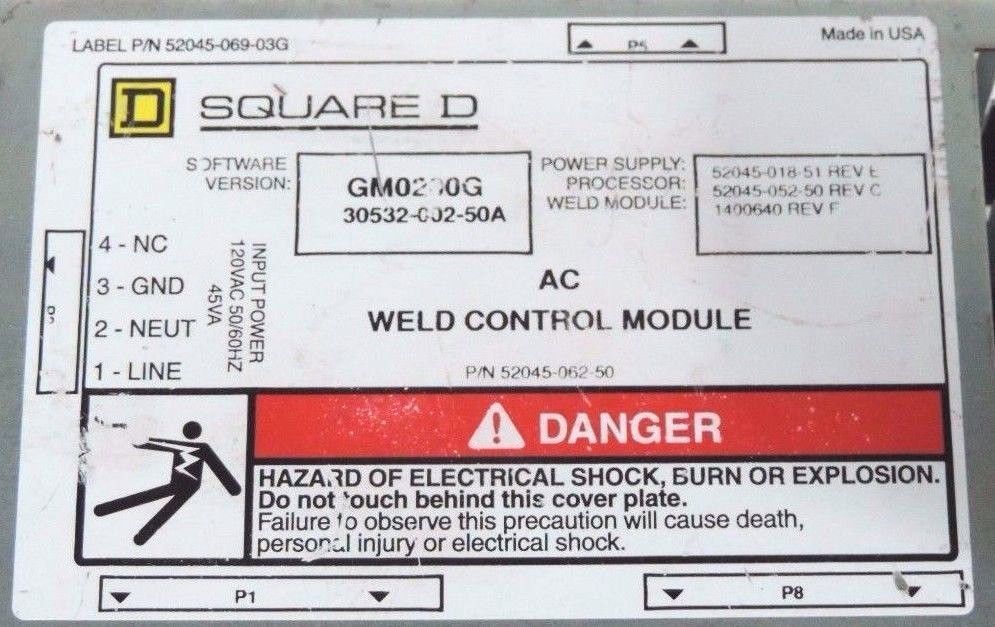 LABEL P/N 52045-069-03G
P5
Made in USA
D SQUARE D
SOFTWARE VERSION:
30532-002-50A
POWER SUPPLY: 52045-018-51 REV E
PROCESSOR: 52045-052-50 REV C
WELD MODULE: 1400640 REV F
4 - NC
3 - GND
2 - NEUT
1 - LINE
INPUT POWER
120VAC 50/60HZ
45VA
AC
WELD CONTROL MODULE
P/N 52045-062-50
DANGER
HAZARD OF ELECTRICAL SHOCK, BURN OR EXPLOSION.
Do not touch behind this cover plate.
Failure to observe this precaution will cause death,
personal injury or electrical shock.
P1
P8